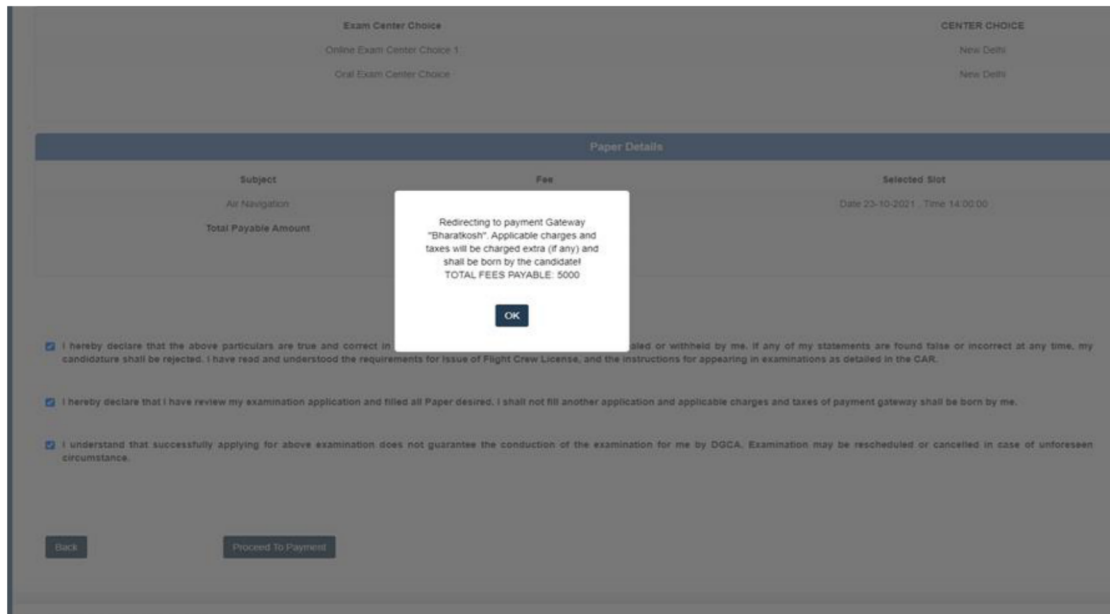 Exam Center Choice CENTER CHOICE
Online Exam Center Choice 1 New Delhi
Oral Exam Center Choice New Delhi
Paper Details
Subject Fee Selected Slot
Air Navigation Date 23-10-2021 , Time 14:00:00
Total Payable Amount
Redirecting to payment Gateway
"Bharatkosh". Applicable charges and
taxes will be charged extra (if any) and
shall be born by the candidate!
TOTAL FEES PAYABLE: 5000
OK
I hereby declare that the above particulars are true and correct in aled or withheld by me. If any of my statements are found false or incorrect at any time, my
candidature shall be rejected. I have read and understood the requirements for issue of Flight Crew License, and the instructions for appearing in examinations as detailed in the CAR.
I hereby declare that I have review my examination application and filled all Paper desired. I shall not fill another application and applicable charges and taxes of payment gateway shall be born by me.
I understand that successfully applying for above examination does not guarantee the conduction of the examination for me by DGCA. Examination may be rescheduled or cancelled in case of unforeseen
circumstance.
Back Proceed To Payment